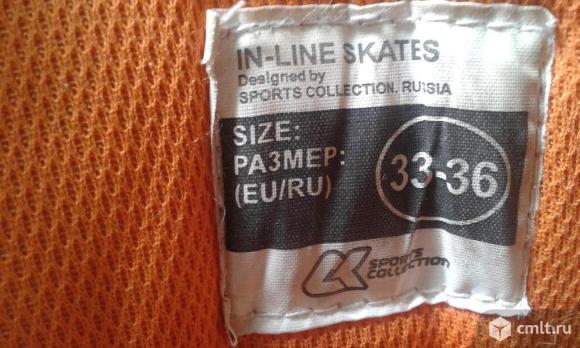 IN-LINE SKATES
Designed by
SPORTS COLLECTION. RUSSIA
SIZE:
РАЗМЕР:
(EU/RU)
33-36
SPORTS
COLLECTION
cmlt.ru